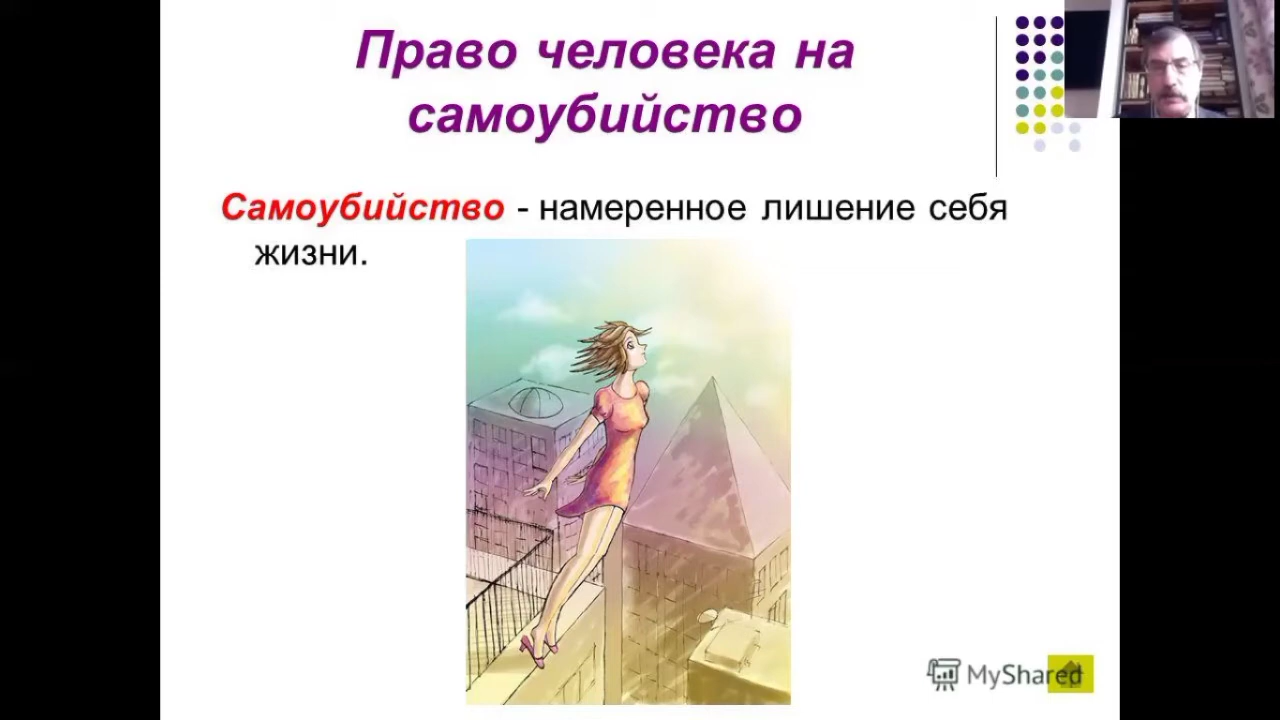 Право человека на
самоубийство
Самоубийство - намеренное лишение себя
жизни.
MyShared